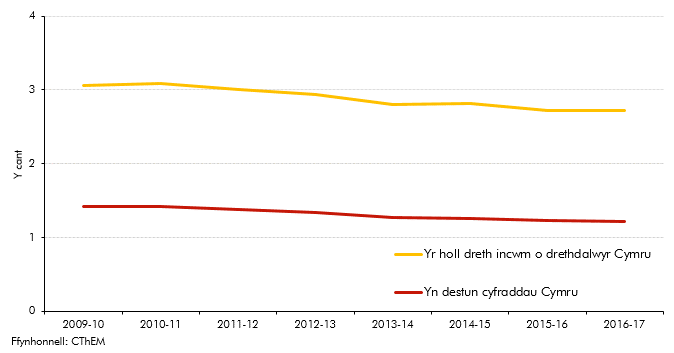 4
3
2
1
0
Y cant
Yr holl dreth incwm o drethdalwyr Cymru
Yn destun cyfraddau Cymru
2009-10 2010-11 2011-12 2012-13 2013-14 2014-15 2015-16 2016-17
Ffynhonnell: CThEM